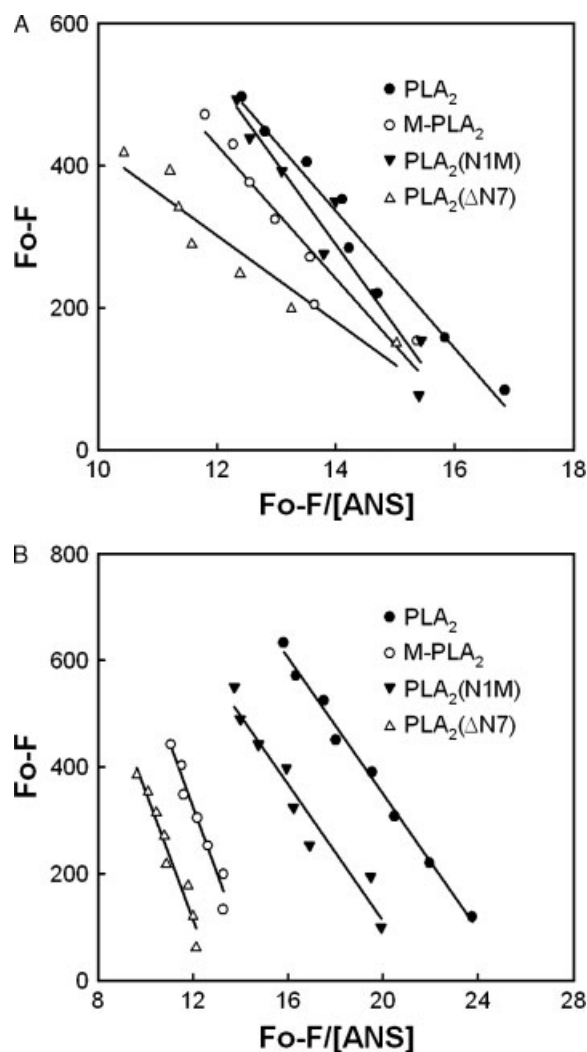 A
600
400
200
0
Fo-F
PLA₂
M-PLA₂
PLA₂(N1M)
PLA₂(ΔN7)
10 12 14 16 18
Fo-F/[ANS]
B
800
600
400
200
0
Fo-F
PLA₂
M-PLA₂
PLA₂(N1M)
PLA₂(ΔN7)
8 12 16 20 24 28
Fo-F/[ANS]